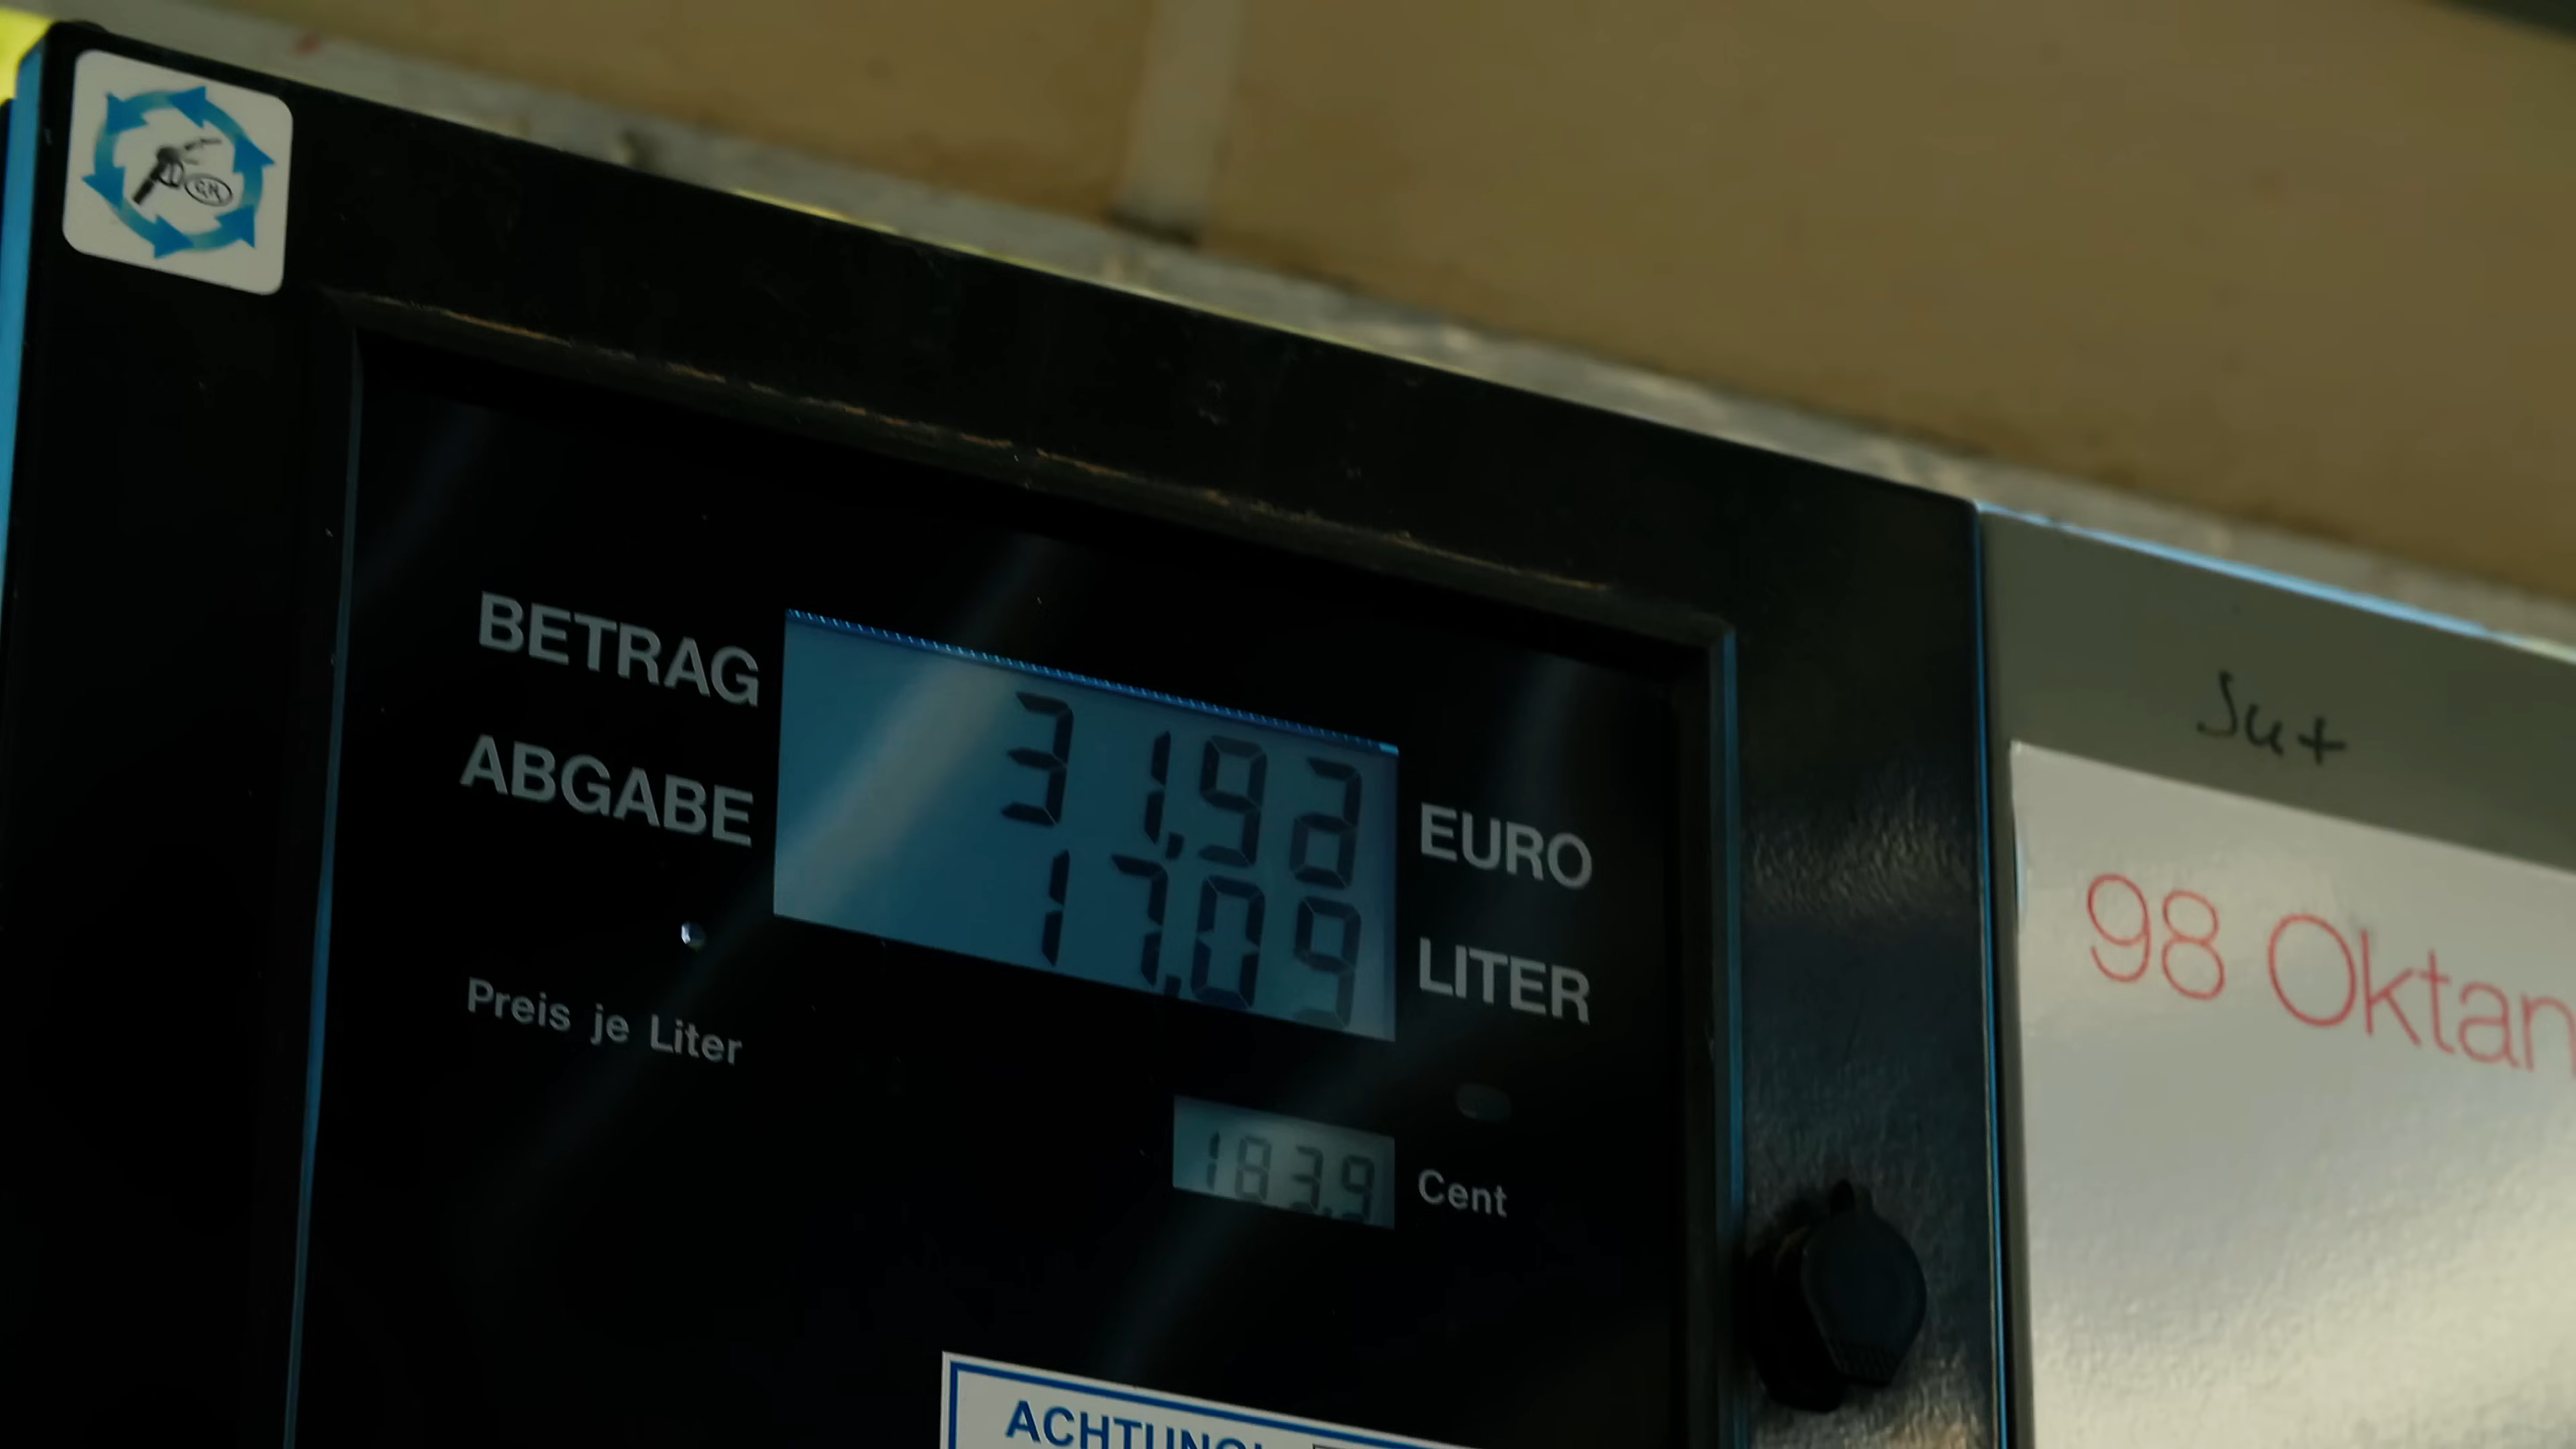 BETRAG 31,92 EURO
ABGABE 17,09 LITER
Preis je Liter 183,9 Cent
98 Oktan
ACHTUNG!